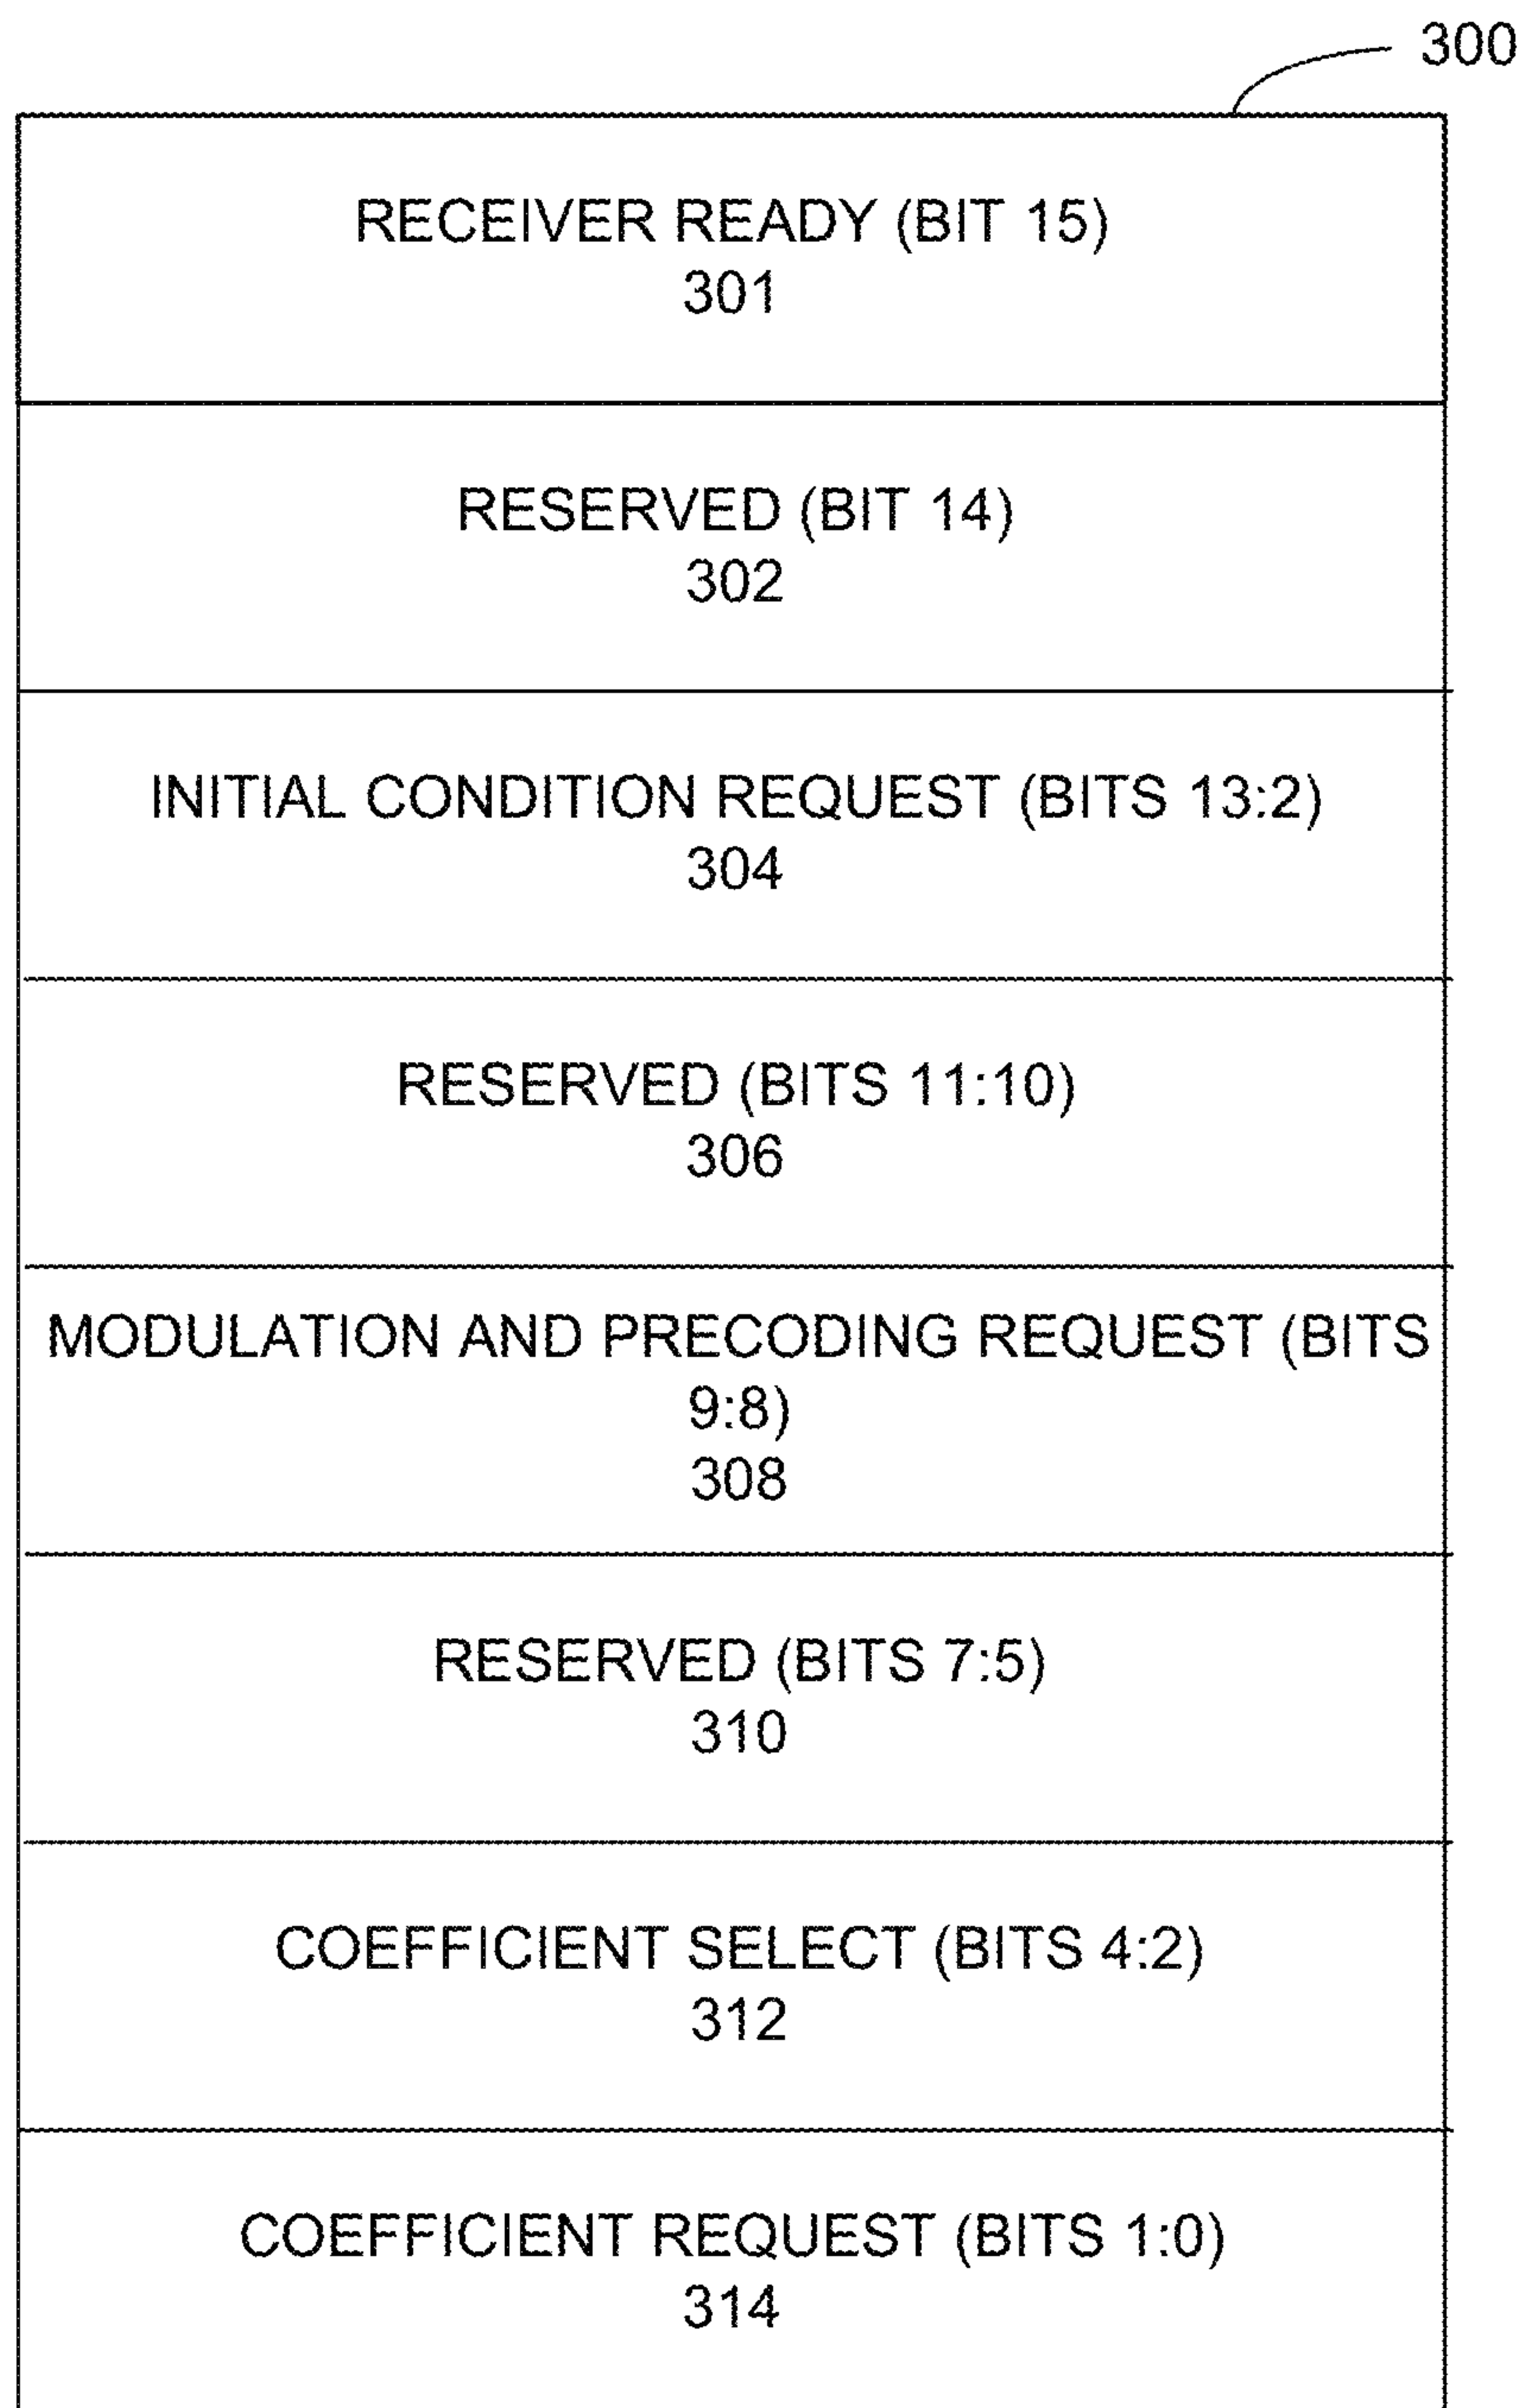 300
RECEIVER READY (BIT 15)
301
RESERVED (BIT 14)
302
INITIAL CONDITION REQUEST (BITS 13:2)
304
RESERVED (BITS 11:10)
306
MODULATION AND PRECODING REQUEST (BITS
9:8)
308
RESERVED (BITS 7:5)
310
COEFFICIENT SELECT (BITS 4:2)
312
COEFFICIENT REQUEST (BITS 1:0)
314